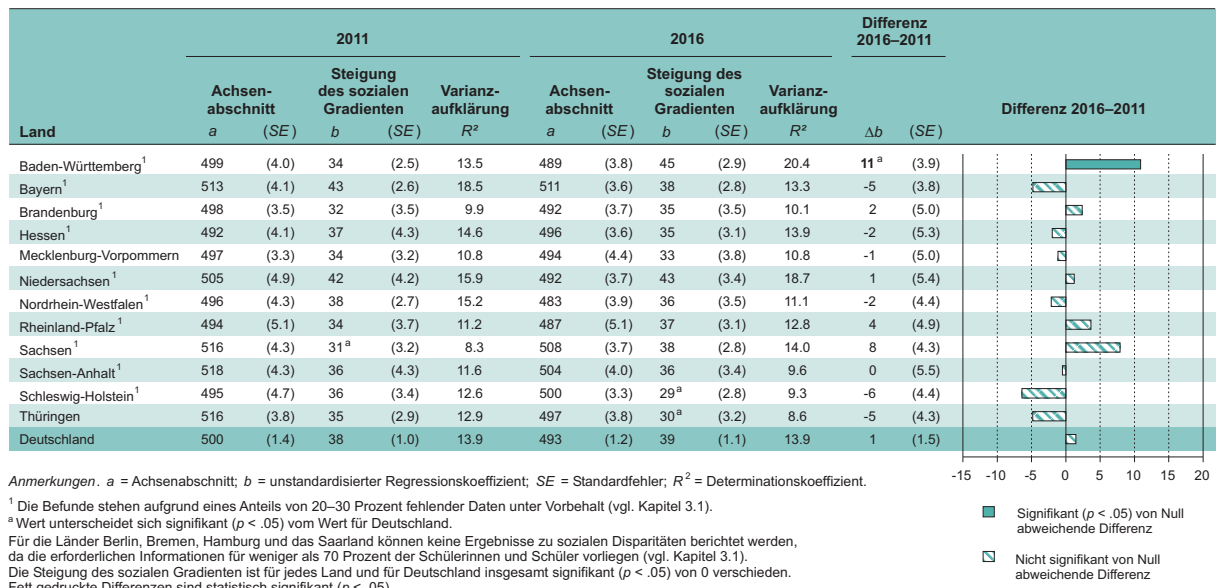 Differenz
2011 2016 2016–2011
Achsen-abschnitt Steigung des sozialen Gradienten Varianz-aufklärung Achsen-abschnitt Steigung des sozialen Gradienten Varianz-aufklärung Differenz 2016–2011
Land a (SE) b (SE) R² a (SE) b (SE) R² Δb (SE)
Baden-Württemberg¹ 499 (4.0) 34 (2.5) 13.5 489 (3.8) 45 (2.9) 20.4 11ᵃ (3.9)
Bayern¹ 513 (4.1) 43 (2.6) 18.5 511 (3.6) 38 (2.8) 13.3 -5 (3.8)
Brandenburg¹ 498 (3.5) 32 (3.5) 9.9 492 (3.7) 35 (3.5) 10.1 2 (5.0)
Hessen¹ 492 (4.1) 37 (4.3) 14.6 496 (3.6) 35 (3.1) 13.9 -2 (5.3)
Mecklenburg-Vorpommern 497 (3.3) 34 (3.2) 10.8 494 (4.4) 33 (3.8) 10.8 -1 (5.0)
Niedersachsen¹ 505 (4.9) 42 (4.2) 15.9 492 (3.7) 43 (3.4) 18.7 1 (5.4)
Nordrhein-Westfalen¹ 496 (4.3) 38 (2.7) 15.2 483 (3.9) 36 (3.5) 11.1 -2 (4.4)
Rheinland-Pfalz¹ 494 (5.1) 34 (3.7) 11.2 487 (5.1) 37 (3.1) 12.8 4 (4.9)
Sachsen¹ 516 (4.3) 31ᵃ (3.2) 8.3 508 (3.7) 38 (2.8) 14.0 8 (4.3)
Sachsen-Anhalt¹ 518 (4.3) 36 (4.3) 11.6 504 (4.0) 36 (3.4) 9.6 0 (5.5)
Schleswig-Holstein¹ 495 (4.7) 36 (3.4) 12.6 500 (3.3) 29ᵃ (2.8) 9.3 -6 (4.4)
Thüringen 516 (3.8) 35 (2.9) 12.9 497 (3.8) 30ᵃ (3.2) 8.6 -5 (4.3)
Deutschland 500 (1.4) 38 (1.0) 13.9 493 (1.2) 39 (1.1) 13.9 1 (1.5)
-15 -10 -5 0 5 10 15 20
Anmerkungen. a = Achsenabschnitt; b = unstandardisierter Regressionskoeffizient; SE = Standardfehler; R² = Determinationskoeffizient.
¹ Die Befunde stehen aufgrund eines Anteils von 20–30 Prozent fehlender Daten unter Vorbehalt (vgl. Kapitel 3.1).
ᵃ Wert unterscheidet sich signifikant (p < .05) vom Wert für Deutschland.
Für die Länder Berlin, Bremen, Hamburg und das Saarland können keine Ergebnisse zu sozialen Disparitäten berichtet werden,
da die erforderlichen Informationen für weniger als 70 Prozent der Schülerinnen und Schüler vorliegen (vgl. Kapitel 3.1).
Die Steigung des sozialen Gradienten ist für jedes Land und für Deutschland insgesamt signifikant (p < .05) von 0 verschieden.
Fett gedruckte Differenzen sind statistisch signifikant (p < .05).
Signifikant (p < .05) von Null
abweichende Differenz
Nicht signifikant von Null
abweichende Differenz